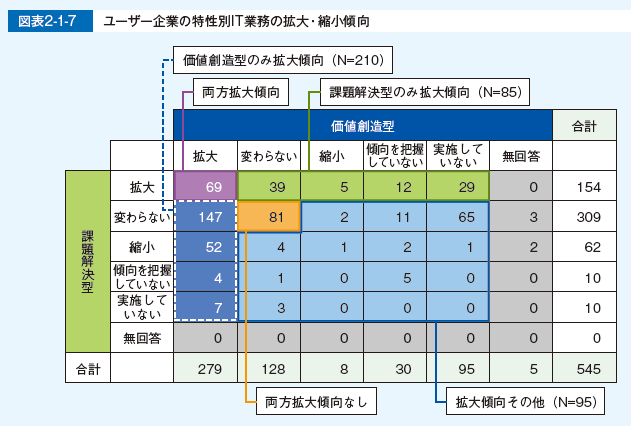 図表2-1-7 ユーザー企業の特性別IT業務の拡大・縮小傾向
価値創造型のみ拡大傾向（N=210）
両方拡大傾向 課題解決型のみ拡大傾向（N=85）
価値創造型 合計
拡大 変わらない 縮小 傾向を把握していない 実施していない 無回答
課題解決型
拡大 69 39 5 12 29 0 154
変わらない 147 81 2 11 65 3 309
縮小 52 4 1 2 1 2 62
傾向を把握していない 4 1 0 5 0 0 10
実施していない 7 3 0 0 0 0 10
無回答 0 0 0 0 0 0 0
合計 279 128 8 30 95 5 545
両方拡大傾向なし 拡大傾向その他（N=95）